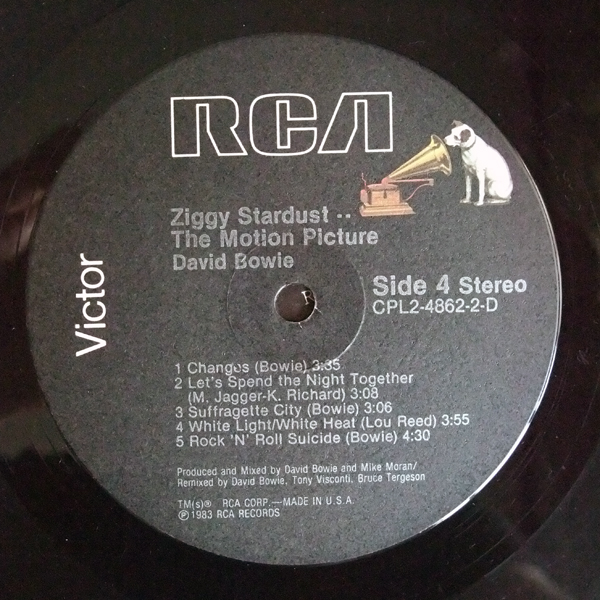 RCA
Victor
Ziggy Stardust --
The Motion Picture
David Bowie
Side 4 Stereo
CPL2-4862-2-D
1 Changes (Bowie) 3:35
2 Let's Spend the Night Together
(M. Jagger-K. Richard) 3:08
3 Suffragette City (Bowie) 3:06
4 White Light/White Heat (Lou Reed) 3:55
5 Rock 'N' Roll Suicide (Bowie) 4:30
Produced and Mixed by David Bowie and Mike Moran/
Remixed by David Bowie, Tony Visconti, Bruce Tergeson
TM(s)® RCA CORP.—MADE IN U.S.A.
℗1983 RCA RECORDS